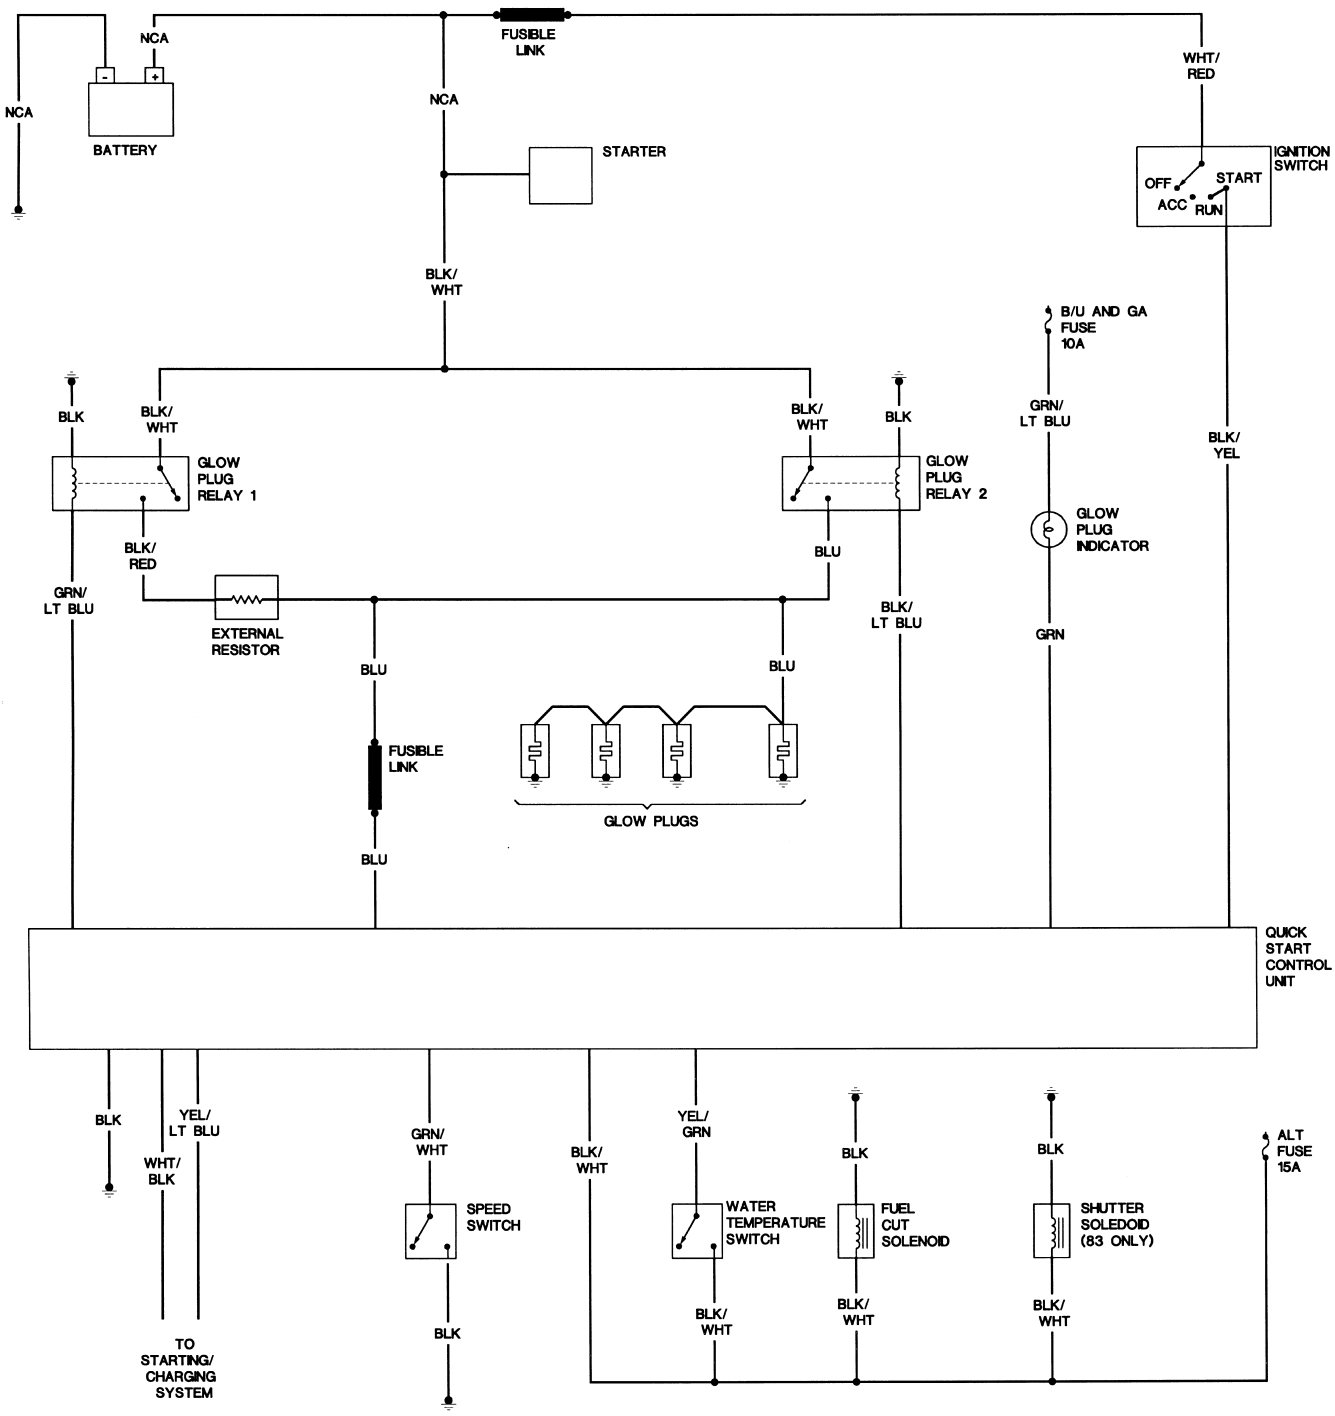 NCA
FUSIBLE
LINK
WHT/
RED
NCA
NCA
-
+
BATTERY
STARTER
IGNITION
SWITCH
OFF
START
ACC
RUN
BLK/
WHT
B/U AND GA
FUSE
10A
BLK
BLK/
WHT
BLK/
WHT
BLK
GRN/
LT BLU
BLK/
YEL
GLOW
PLUG
RELAY 1
GLOW
PLUG
RELAY 2
GLOW
PLUG
INDICATOR
BLK/
RED
BLU
GRN/
LT BLU
BLK/
LT BLU
GRN
EXTERNAL
RESISTOR
BLU
BLU
FUSIBLE
LINK
GLOW PLUGS
BLU
QUICK
START
CONTROL
UNIT
BLK
YEL/
LT BLU
WHT/
BLK
GRN/
WHT
BLK/
WHT
YEL/
GRN
BLK
BLK
ALT
FUSE
15A
SPEED
SWITCH
WATER
TEMPERATURE
SWITCH
FUEL
CUT
SOLENOID
SHUTTER
SOLEDOID
(83 ONLY)
BLK
BLK/
WHT
BLK/
WHT
BLK/
WHT
TO
STARTING/
CHARGING
SYSTEM